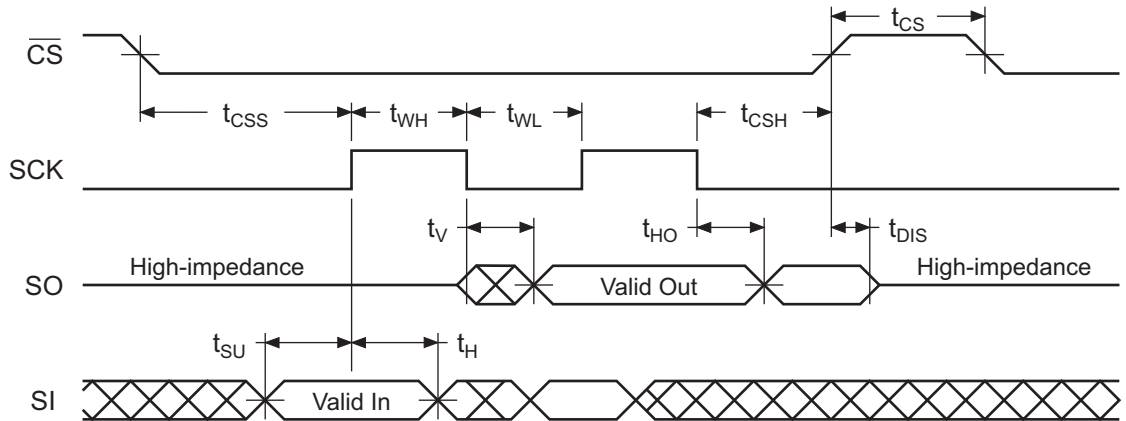 t_CS
C̅S̅
t_CSS t_WH t_WL t_CSH
SCK
t_V t_HO t_DIS
High-impedance High-impedance
SO Valid Out
t_SU t_H
SI Valid In